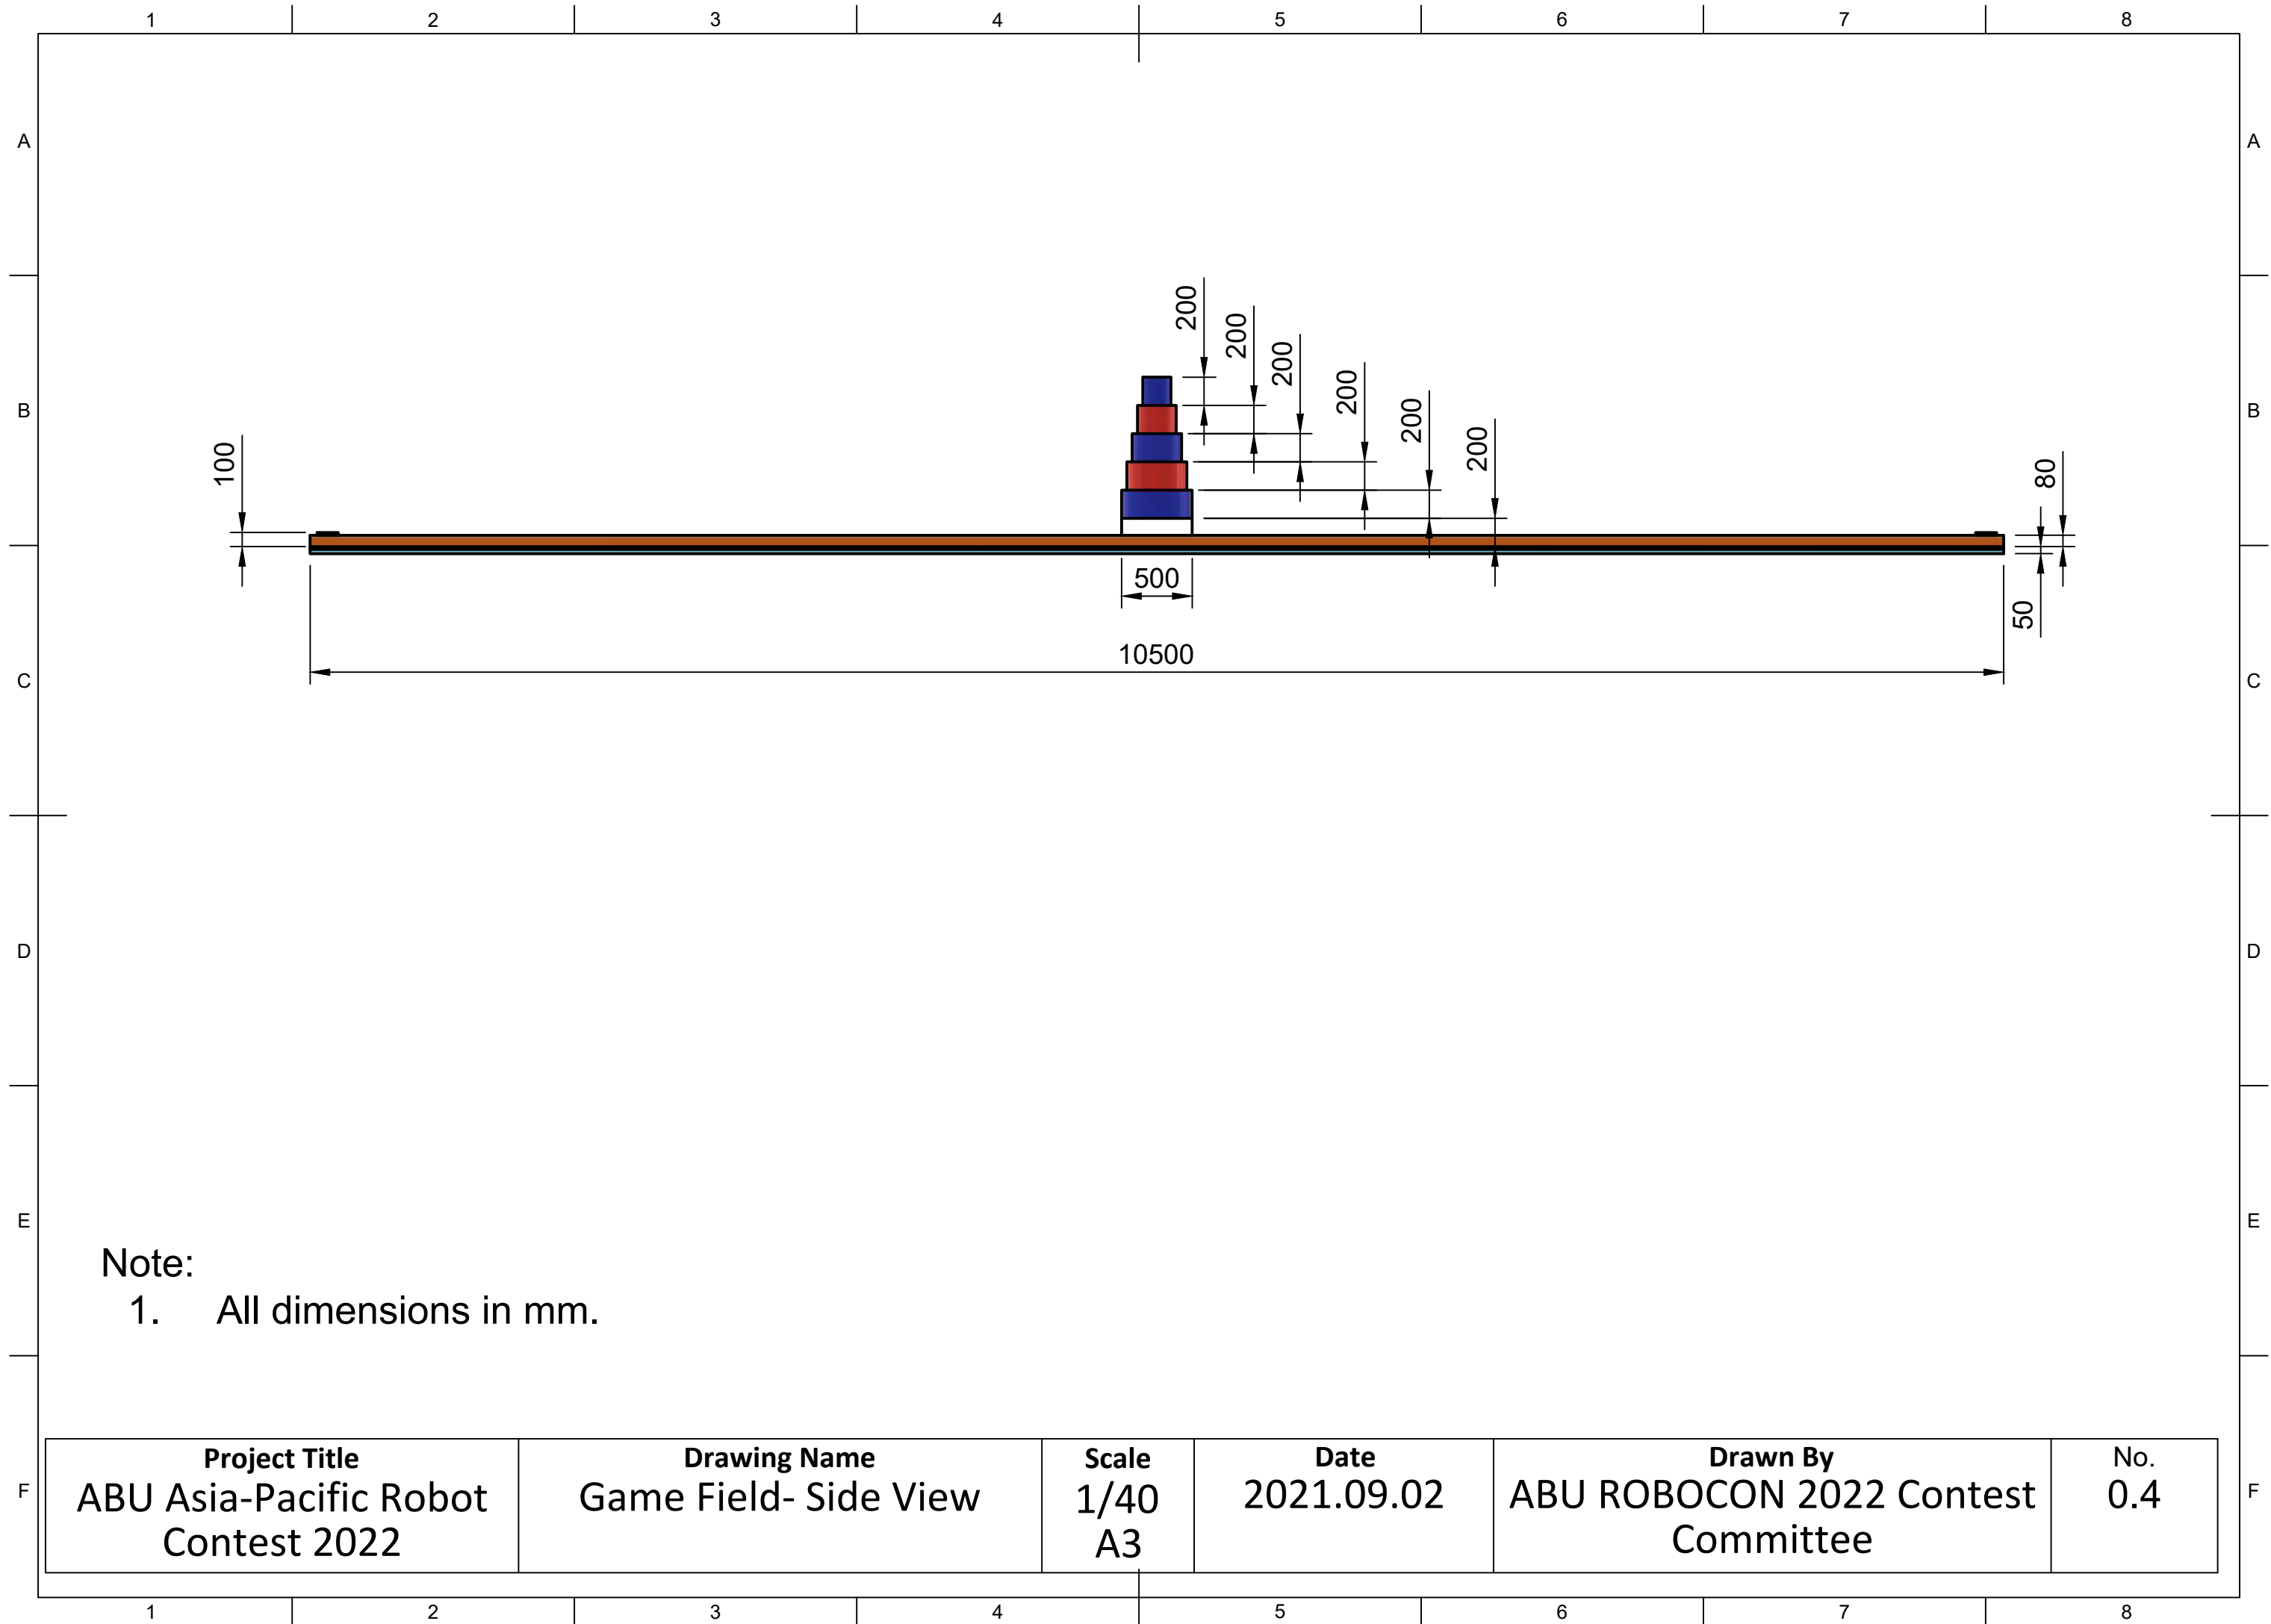 1 2 3 4 5 6 7 8
A A
200
200
200
B B
200
200
200
100
80
500
50
10500
C C
D D
E E
Note:
1. All dimensions in mm.
Project Title Drawing Name Scale Date Drawn By No.
ABU Asia-Pacific Robot Game Field- Side View 1/40 2021.09.02 ABU ROBOCON 2022 Contest 0.4
F F
Contest 2022 A3 Committee
1 2 3 4 5 6 7 8